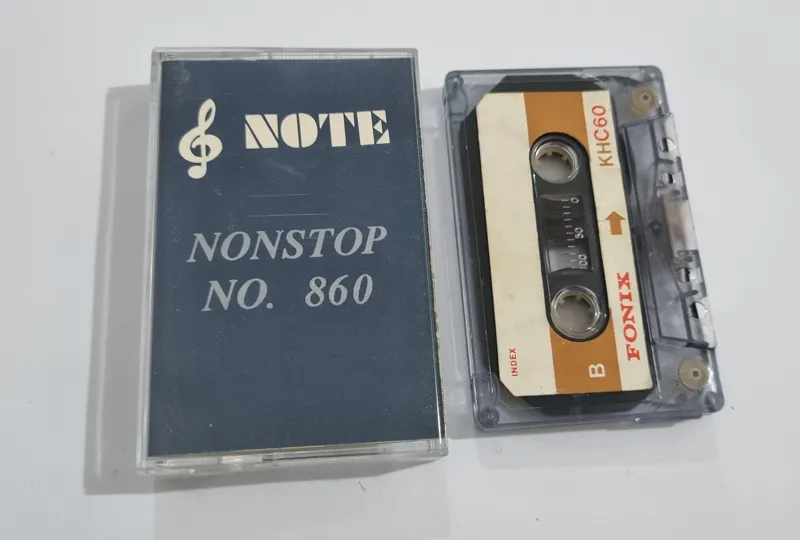 NOTE
NONSTOP
NO. 860
KHC60
0
50
100
FONIX
INDEX
B